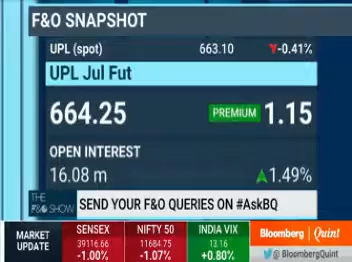 F&O SNAPSHOT
UPL (spot) 663.10 ▼-0.41%
UPL Jul Fut
664.25 PREMIUM 1.15
OPEN INTEREST
16.08 m ▲1.49%
THE
F&O SHOW
SEND YOUR F&O QUERIES ON #AskBQ
MARKET
UPDATE
SENSEX
39116.66
-1.00%
NIFTY 50
11684.75
-1.07%
INDIA VIX
13.16
+0.80%
Bloomberg | Quint
@BloombergQuint